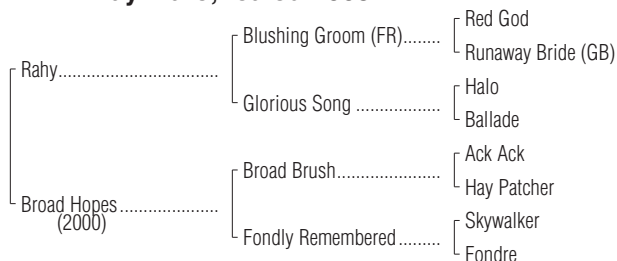 Red God
Blushing Groom (FR)........
Runaway Bride (GB)
Rahy..................................
Halo
Glorious Song ..................
Ballade
Ack Ack
Broad Brush......................
Hay Patcher
Broad Hopes.....................
(2000)
Skywalker
Fondly Remembered.........
Fondre